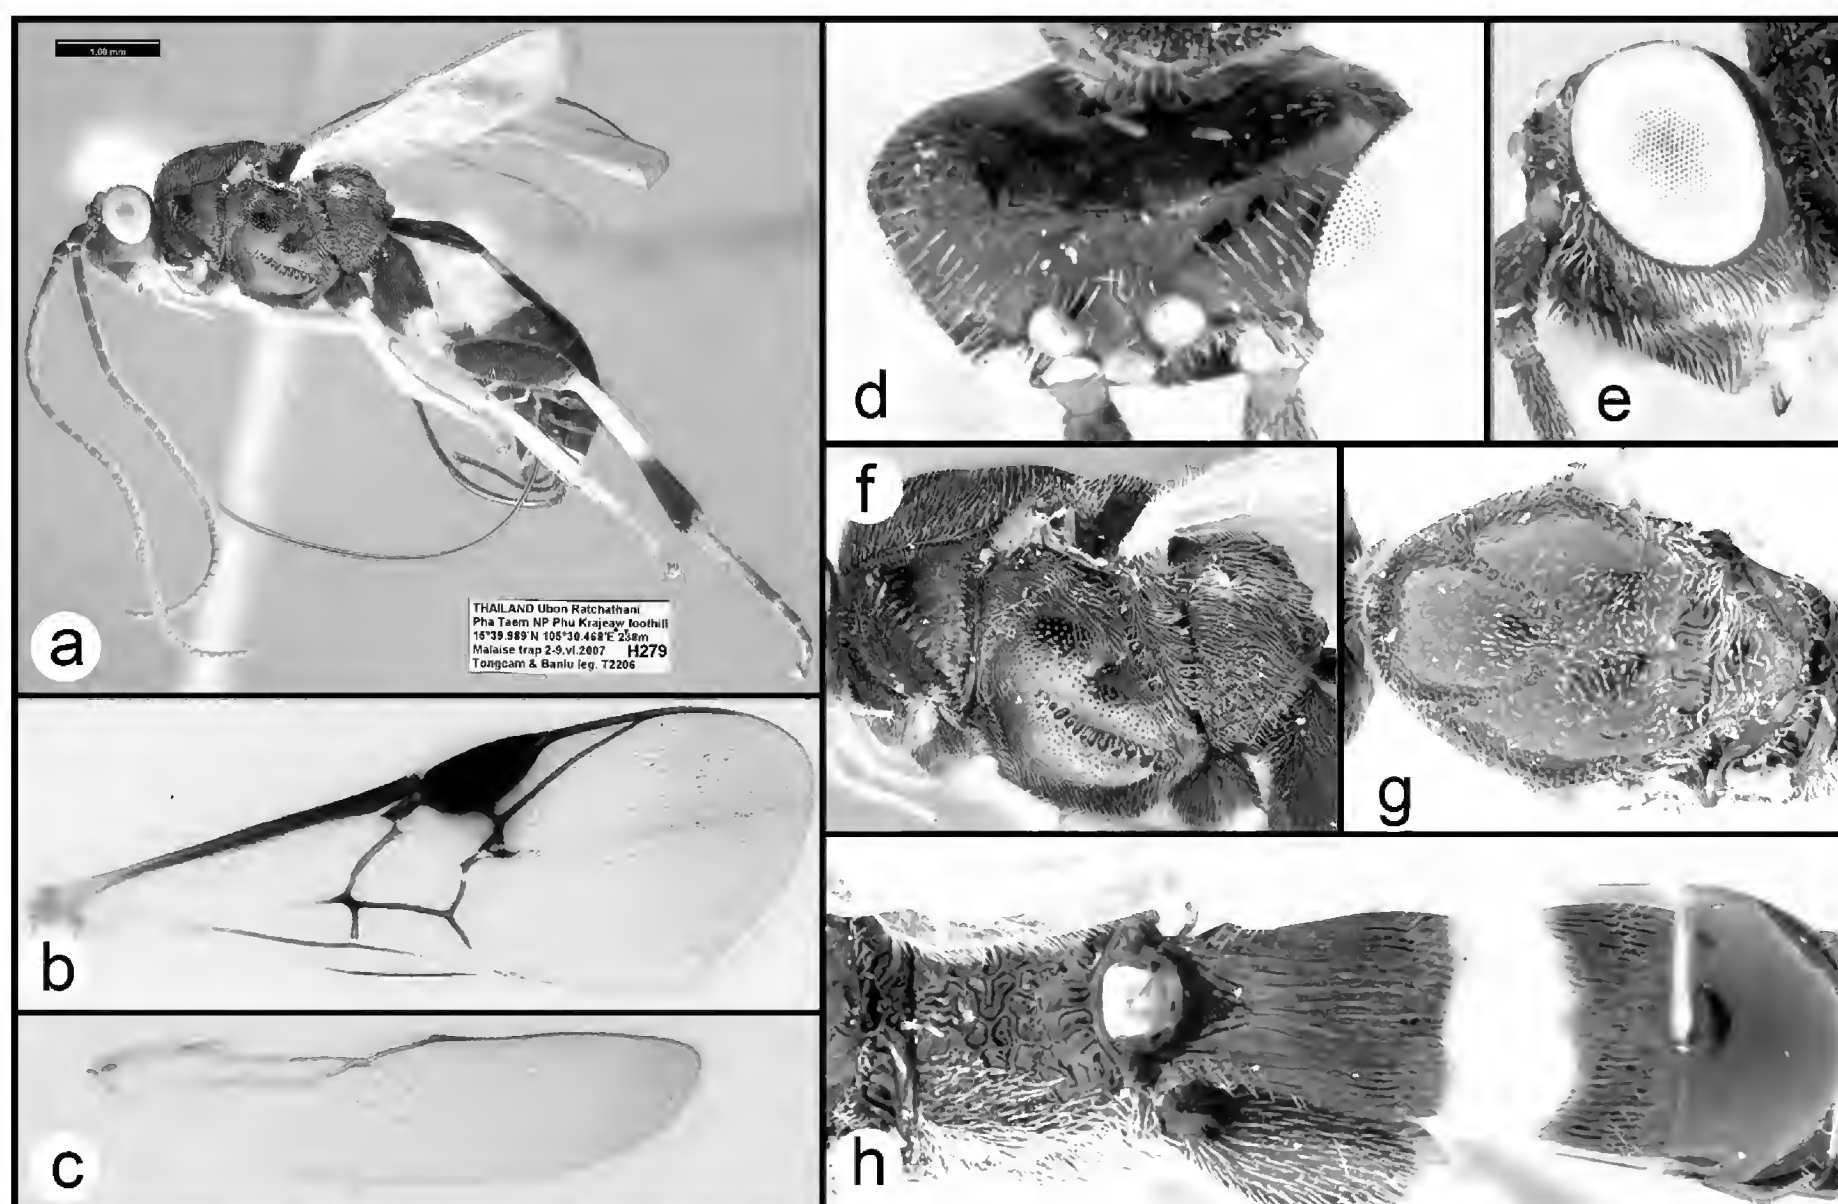 1,00 mm
a
THAILAND Ubon Ratchathani
Pha Taem NP Phu Krajeaw foothill
15°39.989'N 105°30.468'E 238m
Malaise trap 2-9.vi.2007 H279
Tongcam & Banlu leg. T2206
b
c
d
e
f
g
h